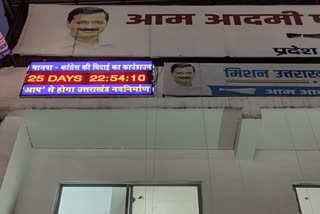 आम आदमी प
प्रदेश
भाजपा - कांग्रेस की विदाई का काउंडाउन
25 DAYS 22:54:10
'आप' से होगा उत्तराखंड नवनिर्माण
मिशन उत्तराख
आम आद